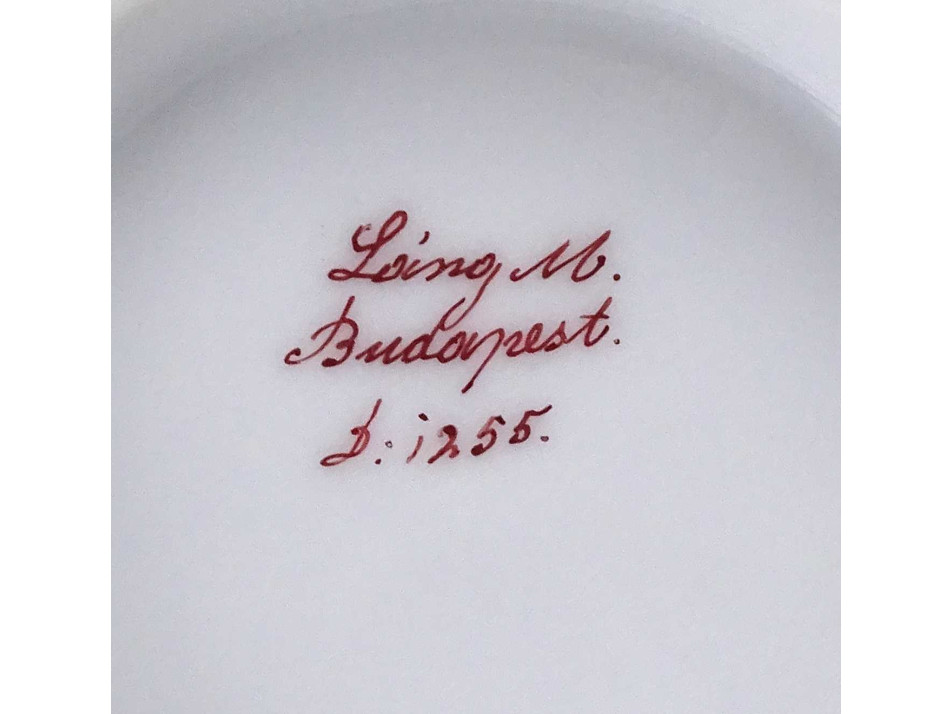 Láng M.
Budapest.
D: 1255.